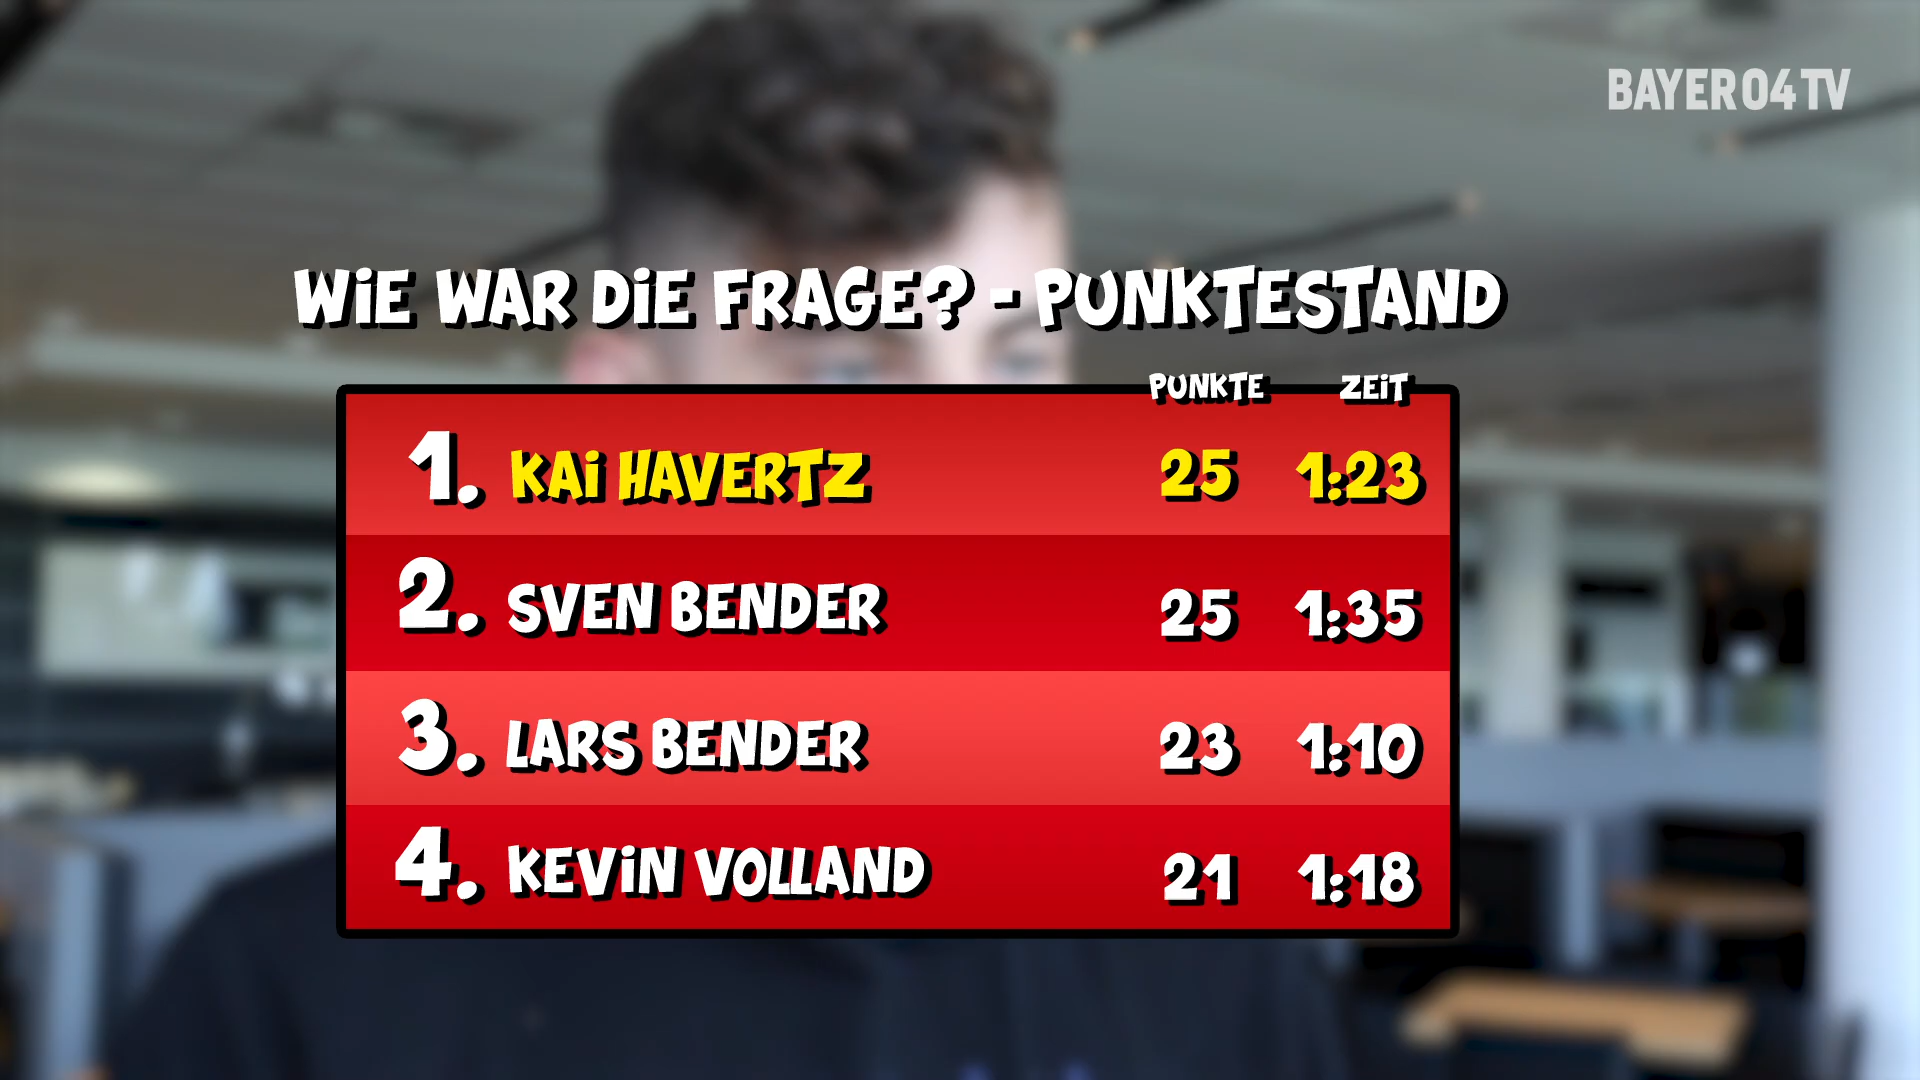 BAYER04TV
WiE WAR DiE FRAGE? - PUNKTESTAND
PUNKTE ZEiT
1. KAi HAVERTZ 25 1:23
2. SVEN BENDER 25 1:35
3. LARS BENDER 23 1:10
4. KEViN VOLLAND 21 1:18